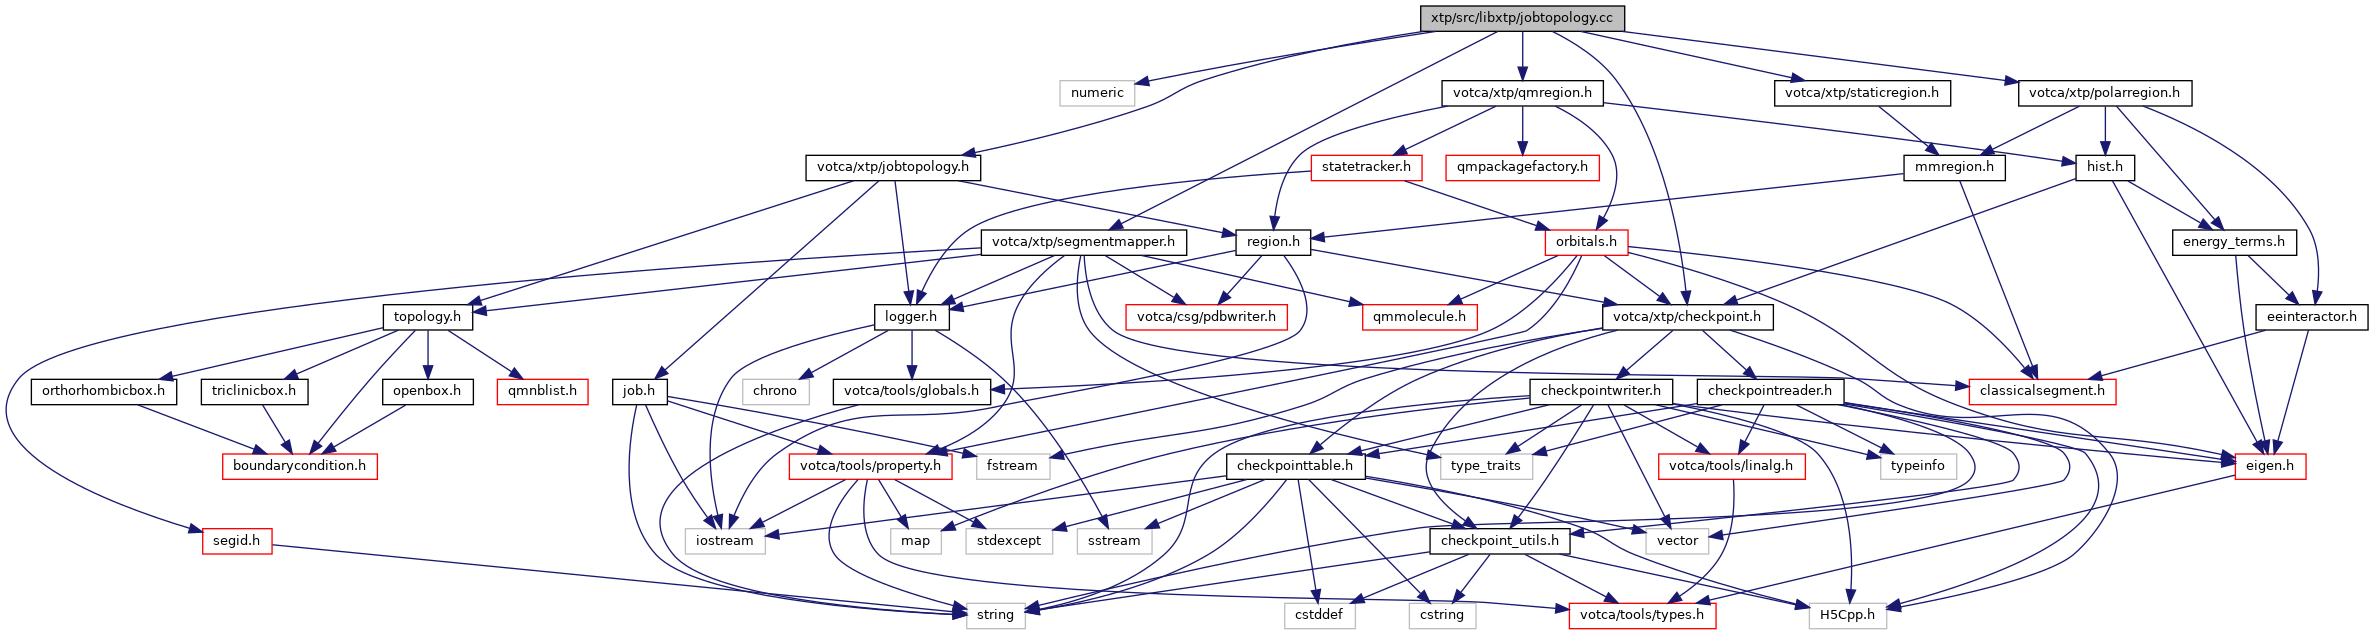 xtp/src/libxtp/jobtopology.cc
numeric
votca/xtp/qmregion.h
votca/xtp/staticregion.h
votca/xtp/polarregion.h
votca/xtp/jobtopology.h
statetracker.h
qmpackagefactory.h
mmregion.h
hist.h
votca/xtp/segmentmapper.h
region.h
orbitals.h
energy_terms.h
topology.h
logger.h
votca/csg/pdbwriter.h
qmmolecule.h
votca/xtp/checkpoint.h
eeinteractor.h
orthorhombicbox.h
triclinicbox.h
openbox.h
qmnblist.h
job.h
chrono
votca/tools/globals.h
checkpointwriter.h
checkpointreader.h
classicalsegment.h
boundarycondition.h
votca/tools/property.h
fstream
checkpointtable.h
type_traits
votca/tools/linalg.h
typeinfo
eigen.h
segid.h
iostream
map
stdexcept
sstream
checkpoint_utils.h
vector
string
cstddef
cstring
votca/tools/types.h
H5Cpp.h